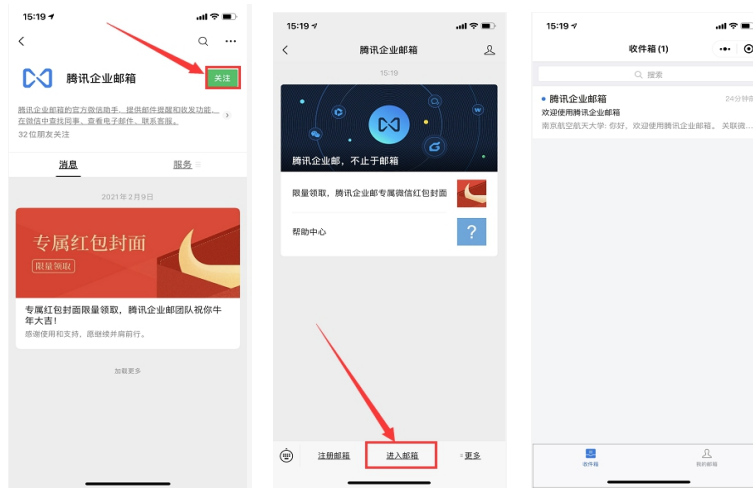 15:19
腾讯企业邮箱
关注
腾讯企业邮箱的官方微信助手,提供邮件提醒和收发功能,
在微信中查找同事、查看电子邮件、联系客服。
32位朋友关注
消息
服务
2021年2月9日
专属红包封面
限量领取
专属红包封面限量领取,腾讯企业邮团队祝你牛
年大吉!
感谢使用和支持,愿继续并肩前行。
加载更多
15:19
腾讯企业邮箱
15:19
腾讯企业邮,不止于邮箱
限量领取,腾讯企业邮专属微信红包封面
帮助中心
?
注册邮箱
进入邮箱
更多
15:19
收件箱 (1)
搜索
腾讯企业邮箱
24分钟前
欢迎使用腾讯企业邮箱
南京航空航天大学: 你好,欢迎使用腾讯企业邮箱。 关联微...
收件箱
我的邮箱